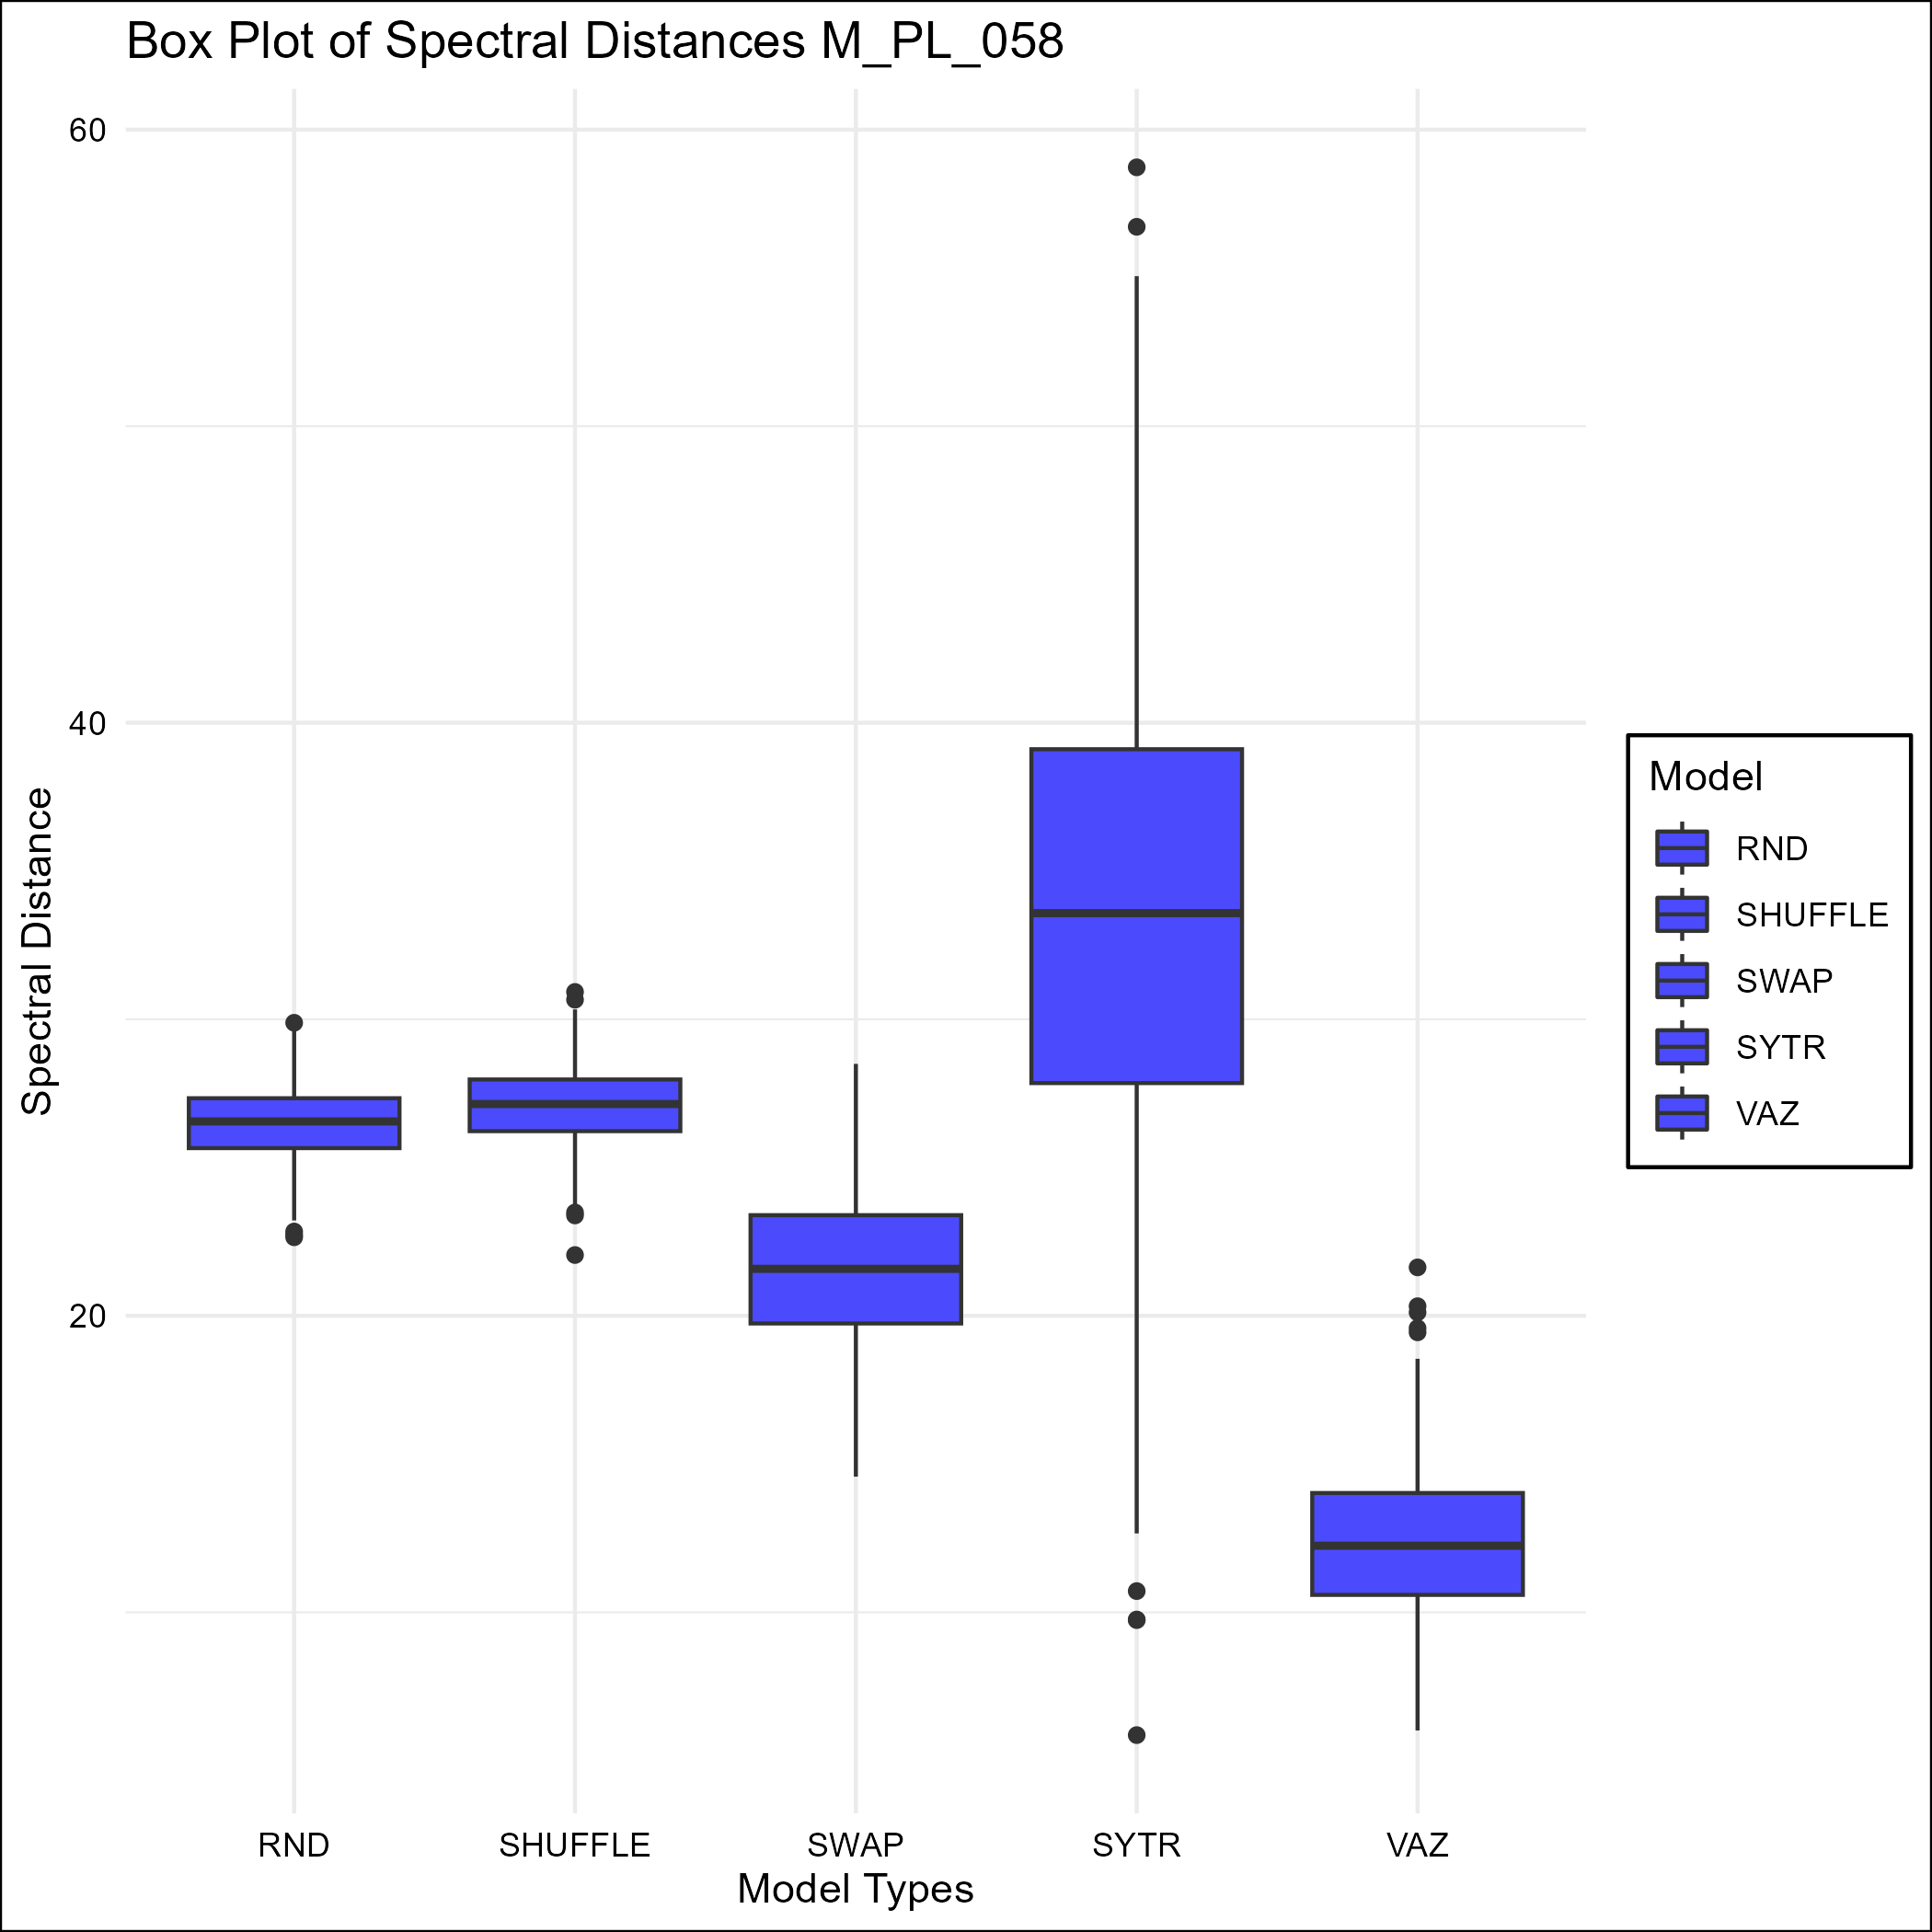 Box Plot of Spectral Distances M_PL_058
60
40
20
Spectral Distance
RND
SHUFFLE
SWAP
SYTR
VAZ
Model Types
Model
RND
SHUFFLE
SWAP
SYTR
VAZ